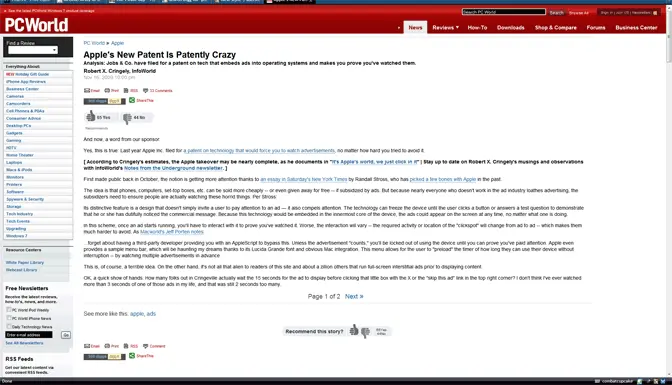 See the latest PCWorld Windows 7 product coverage
Search PC World
Browse All
PCWorld
News
Reviews
How-To
Downloads
Shop & Compare
Forums
Business Center
Find a Review
PC World » Apple
Apple's New Patent Is Patently Crazy
Analysis: Jobs & Co. have filed for a patent on tech that embeds ads into operating systems and makes you prove you've watched them.
Robert X. Cringely, InfoWorld
Email Print RSS Comments
ShareThis
65 Yes
44 No
Recommends
And now, a word from our sponsor.
Yes, this is true: Last year Apple Inc. filed for a patent on technology that would force you to watch advertisements, no matter how hard you tried to avoid it.
[ According to Cringely's estimates, the Apple takeover may be nearly complete, as he documents in "It's Apple's world, we just click in it" | Stay up to date on Robert X. Cringely's musings and observations
with InfoWorld's Notes from the Underground newsletter. ]
First made public back in October, the notion is getting more attention thanks to an essay in Saturday's New York Times by Randall Stross, who has picked a few bones with Apple in the past.
The idea is that phones, computers, set-top boxes, etc. can be sold more cheaply -- or even given away for free -- if subsidized by ads. But because nearly everyone who doesn't work in the ad industry loathes advertising, the
subsidizers need to ensure people are actually watching these horrid things. Per Stross:
Its distinctive feature is a design that doesn't simply invite a user to pay attention to an ad -- it also compels attention. The technology can freeze the device until the user clicks a button or answers a test question to demonstrate
that he or she has dutifully noticed the commercial message. Because this technology would be embedded in the innermost core of the device, the ads could appear on the screen at any time, no matter what one is doing.
In this scheme, once an ad starts running, you'll have to interact with it to prove you've watched it. Worse, the interaction will vary -- the required activity or location of the "clickspot" will change from ad to ad -- which makes them
much harder to avoid. As Macworld's Jeff Porten notes:
...forget about having a third-party developer providing you with an AppleScript to bypass this. Unless the advertisement "counts," you'll be locked out of using the device until you can prove you've paid attention. Apple even
provides a sample menu bar, which will be haunting my dreams thanks to its Lucida Grande font and obvious Mac integration. This menu allows for the user to "preload" the timer of how long they can use their device without
interruption -- by watching multiple advertisements in advance
This is, of course, a terrible idea. On the other hand, it's not all that alien to readers of this site and about a zillion others that run full-screen interstitial ads prior to displaying content.
OK, a quick show of hands: How many folks out in Cringeville actually wait the 15 seconds for the ad to display before clicking that little box with the X or the "skip this ad" link in the top right corner? I don't think I've ever watched
more than 3 seconds of one of those ads in my life, and that was still 2 seconds too many.
Page 1 of 2 Next »
See more like this: apple, ads
Recommend this story?
Email Print RSS Comment
ShareThis
Everything About:
NEW Holiday Gift Guide
iPhone App Reviews
Business Center
Cameras
Camcorders
Cell Phones & PDAs
Consumer Advice
Desktop PCs
Gadgets
Gaming
HDTV
Home Theater
Laptops
Macs & iPods
Monitors
Printers
Software
Spyware & Security
Storage
Tech Industry
Tech Events
Upgrading
Windows 7
Resource Centers
White Paper Library
Webcast Library
Free Newsletters
Receive the latest reviews,
how-to's, news, and more.
PC World iPod Weekly
PC World iPhone News
Daily Technology News
Enter e-mail address
Go
See All Newsletters
RSS Feeds
Get our latest content via
convenient RSS feeds.
Done
combatcupcake